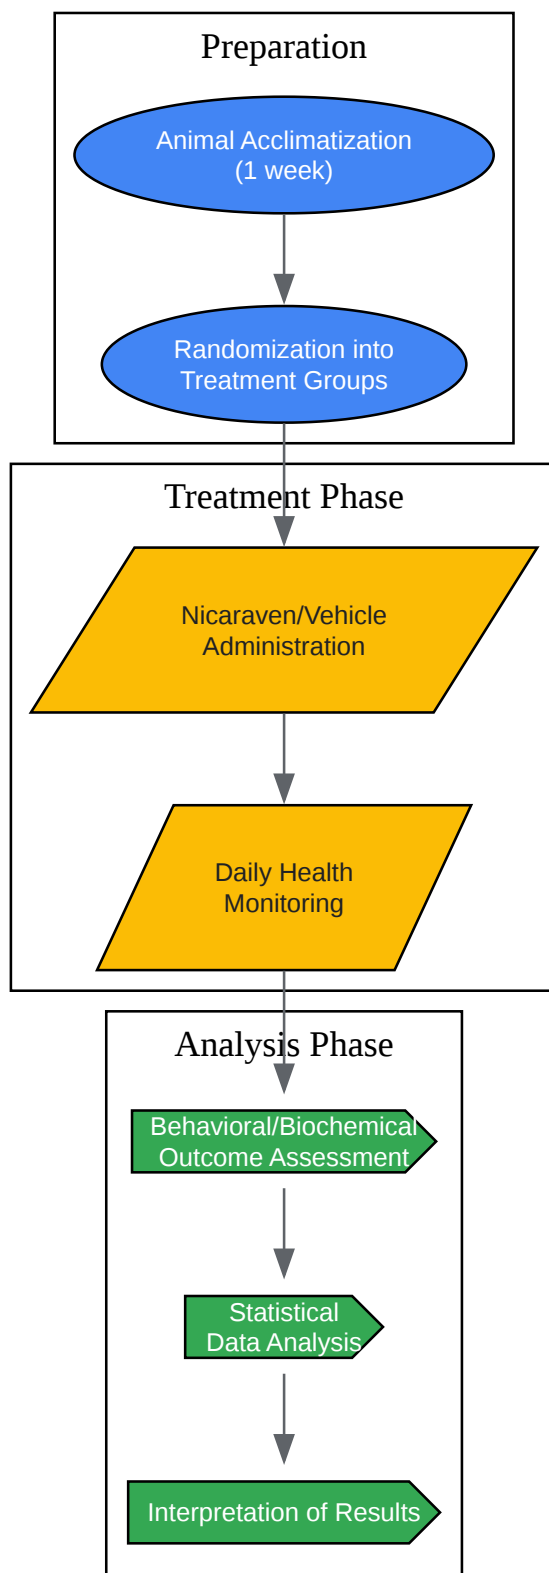 Preparation
Animal Acclimatization
(1 week)
Randomization into
Treatment Groups
Treatment Phase
Nicaraven/Vehicle
Administration
Daily Health
Monitoring
Analysis Phase
Behavioral/Biochemical
Outcome Assessment
Statistical
Data Analysis
Interpretation of Results